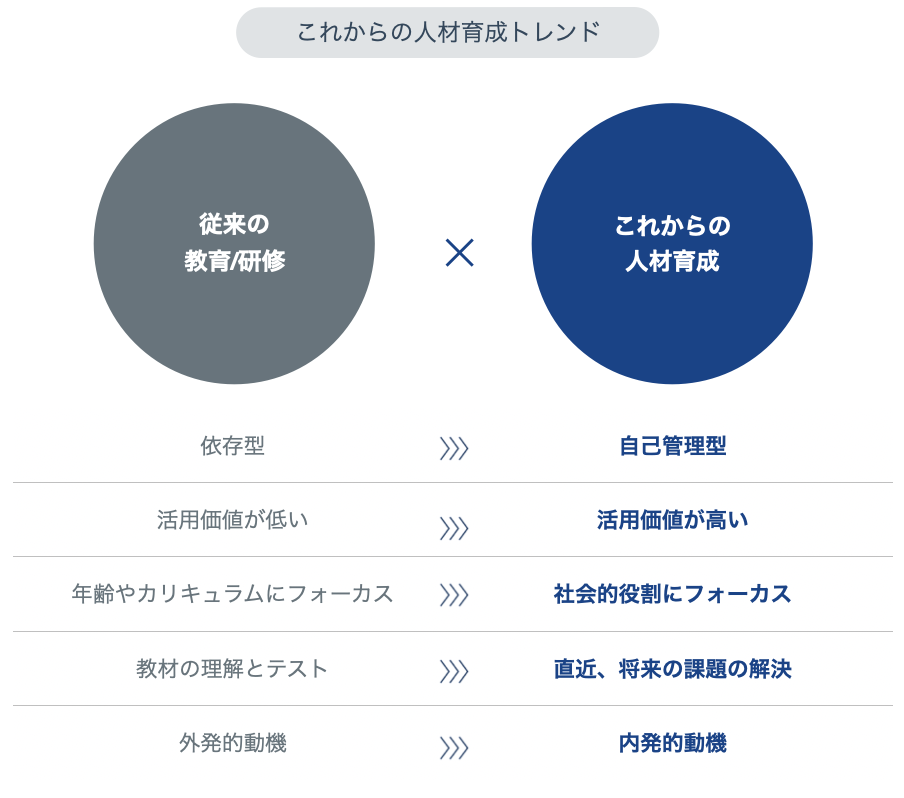 これからの人材育成トレンド
従来の
教育/研修
×
これからの
人材育成
依存型
自己管理型
活用価値が低い
活用価値が高い
年齢やカリキュラムにフォーカス
社会的役割にフォーカス
教材の理解とテスト
直近、将来の課題の解決
外発的動機
内発的動機